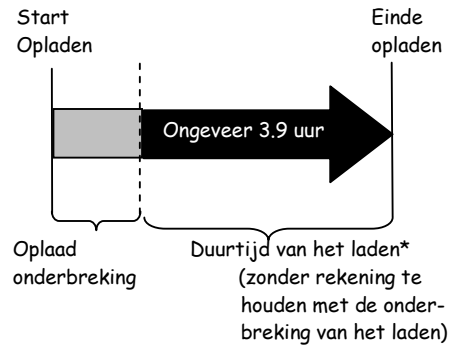 Start
Opladen
Einde
opladen
Ongeveer 3.9 uur
Oplaad
onderbreking
Duurtijd van het laden*
(zonder rekening te
houden met de onder-
breking van het laden)